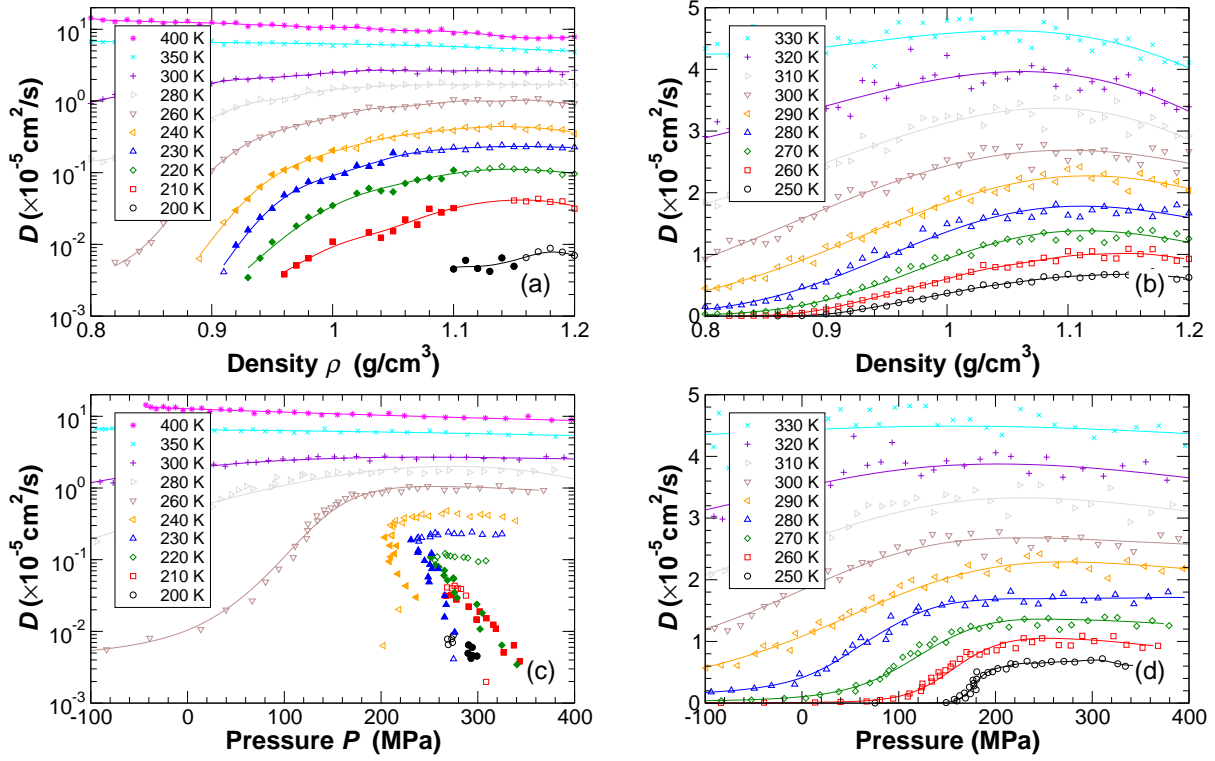 D (×10⁻⁵cm²/s)
10¹
10⁰
10⁻¹
10⁻²
10⁻³
400 K
350 K
300 K
280 K
260 K
240 K
230 K
220 K
210 K
200 K
(a)
0.8 0.9 1 1.1 1.2
Density ρ (g/cm³)
D (×10⁻⁵cm²/s)
5
4
3
2
1
0
330 K
320 K
310 K
300 K
290 K
280 K
270 K
260 K
250 K
(b)
0.8 0.9 1 1.1 1.2
Density (g/cm³)
D (×10⁻⁵cm²/s)
10¹
10⁰
10⁻¹
10⁻²
10⁻³
400 K
350 K
300 K
280 K
260 K
240 K
230 K
220 K
210 K
200 K
(c)
-100 0 100 200 300 400
Pressure P (MPa)
D (×10⁻⁵cm²/s)
5
4
3
2
1
0
330 K
320 K
310 K
300 K
290 K
280 K
270 K
260 K
250 K
(d)
-100 0 100 200 300 400
Pressure (MPa)